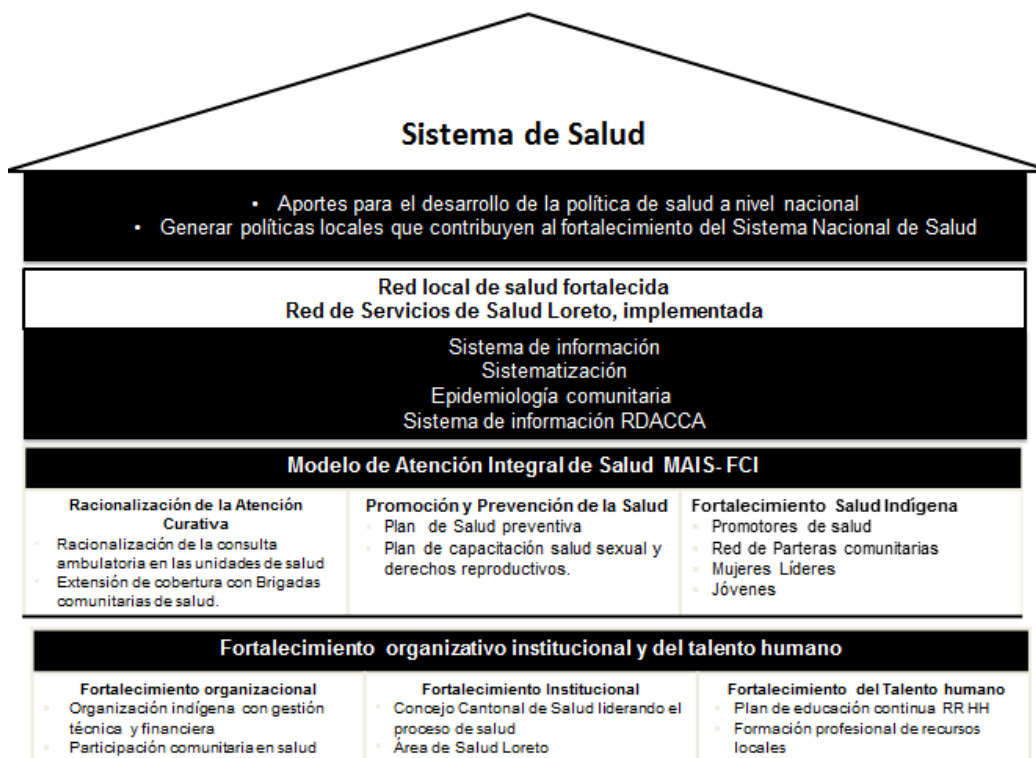 Sistema de Salud
• Aportes para el desarrollo de la política de salud a nivel nacional
• Generar políticas locales que contribuyen al fortalecimiento del Sistema Nacional de Salud
Red local de salud fortalecida
Red de Servicios de Salud Loreto, implementada
Sistema de información
Sistematización
Epidemiología comunitaria
Sistema de información RDACCA
Modelo de Atención Integral de Salud MAIS- FCI
Racionalización de la Atención
Curativa
Racionalización de la consulta
ambulatoria en las unidades de salud
Extensión de cobertura con Brigadas
comunitarias de salud.
Promoción y Prevención de la Salud
Plan de Salud preventiva
Plan de capacitación salud sexual y
derechos reproductivos.
Fortalecimiento Salud Indígena
Promotores de salud
Red de Parteras comunitarias
Mujeres Líderes
Jóvenes
Fortalecimiento organizativo institucional y del talento humano
Fortalecimiento organizacional
Organización indígena con gestión
técnica y financiera
Participación comunitaria en salud
Fortalecimiento Institucional
Concejo Cantonal de Salud liderando el
proceso de salud
Área de Salud Loreto
Fortalecimiento del Talento humano
Plan de educación continua RR HH
Formación profesional de recursos
locales